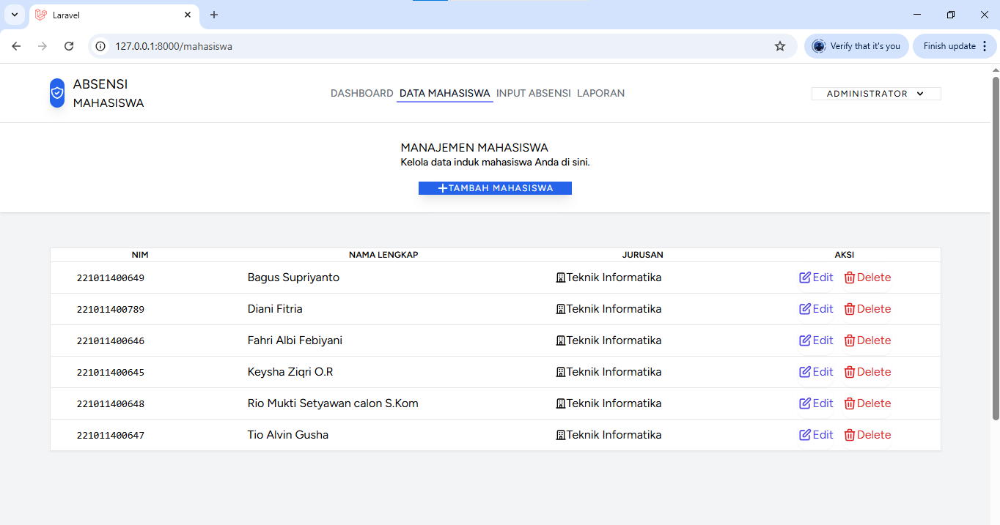 Laravel
127.0.0.1:8000/mahasiswa
Verify that it's you
Finish update
ABSENSI
MAHASISWA
DASHBOARD DATA MAHASISWA INPUT ABSENSI LAPORAN
ADMINISTRATOR
MANAJEMEN MAHASISWA
Kelola data induk mahasiswa Anda di sini.
+TAMBAH MAHASISWA
NIM NAMA LENGKAP JURUSAN AKSI
221011400649 Bagus Supriyanto Teknik Informatika Edit Delete
221011400789 Diani Fitria Teknik Informatika Edit Delete
221011400646 Fahri Albi Febiyani Teknik Informatika Edit Delete
221011400645 Keysha Ziqri O.R Teknik Informatika Edit Delete
221011400648 Rio Mukti Setyawan calon S.Kom Teknik Informatika Edit Delete
221011400647 Tio Alvin Gusha Teknik Informatika Edit Delete